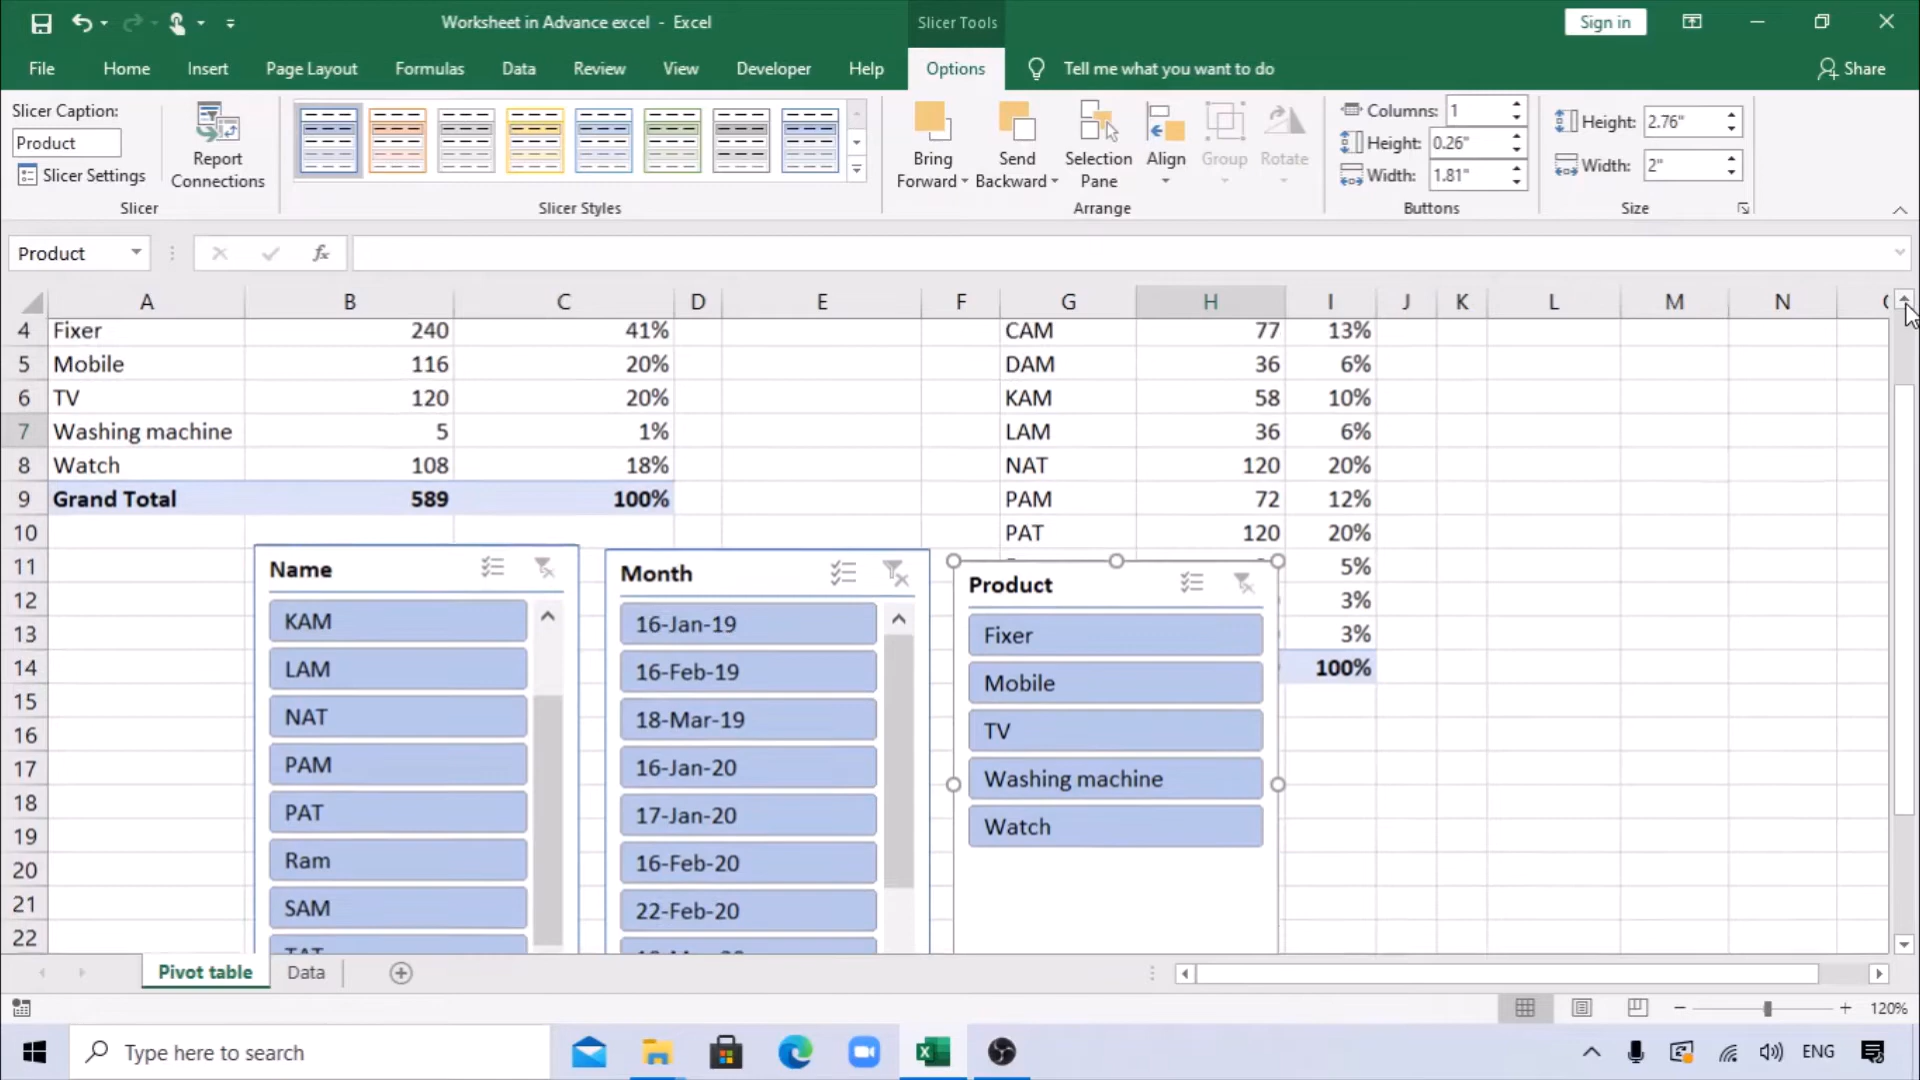 Worksheet in Advance excel - Excel
Slicer Tools
Sign in
File Home Insert Page Layout Formulas Data Review View Developer Help Options Tell me what you want to do Share
Slicer Caption:
Product
Slicer Settings
Report Connections
Slicer
Slicer Styles
Bring Forward
Send Backward
Selection Pane
Align
Group
Rotate
Arrange
Columns: 1
Height: 0.26"
Width: 1.81"
Buttons
Height: 2.76"
Width: 2"
Size
Product
fx
A B C D E F G H I J K L M N
4 Fixer 240 41% CAM 77 13%
5 Mobile 116 20% DAM 36 6%
6 TV 120 20% KAM 58 10%
7 Washing machine 5 1% LAM 36 6%
8 Watch 108 18% NAT 120 20%
9 Grand Total 589 100% PAM 72 12%
10 PAT 120 20%
11 5%
12 3%
13 3%
14 100%
15
16
17
18
19
20
21
22
Name
KAM
LAM
NAT
PAM
PAT
Ram
SAM
TAT
Month
16-Jan-19
16-Feb-19
18-Mar-19
16-Jan-20
17-Jan-20
16-Feb-20
22-Feb-20
Product
Fixer
Mobile
TV
Washing machine
Watch
Pivot table Data
120%
Type here to search
ENG